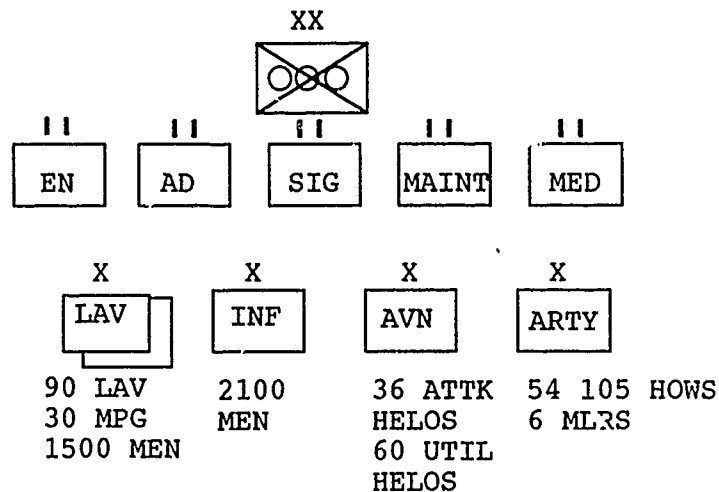 XX
II II II II II
EN AD SIG MAINT MED
X X X X
LAV INF AVN ARTY
90 LAV 2100 36 ATTK 54 105 HOWS
30 MPG MEN HELOS 6 MLRS
1500 MEN 60 UTIL
HELOS